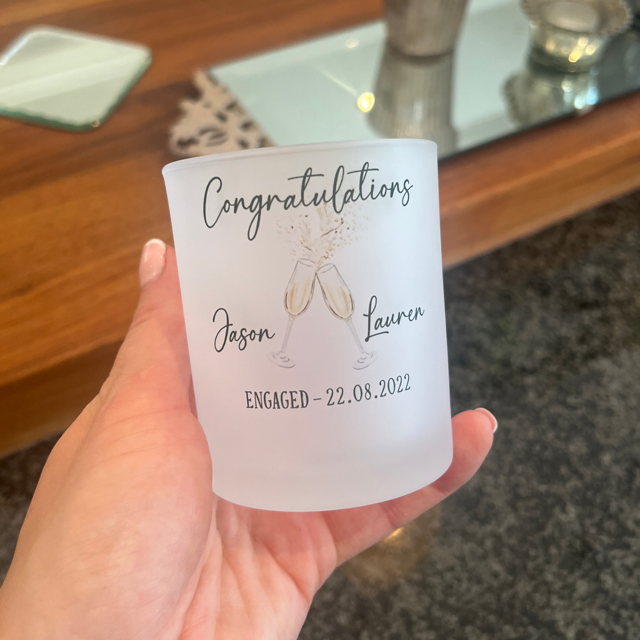 Congratulations
Jason Lauren
ENGAGED – 22.08.2022